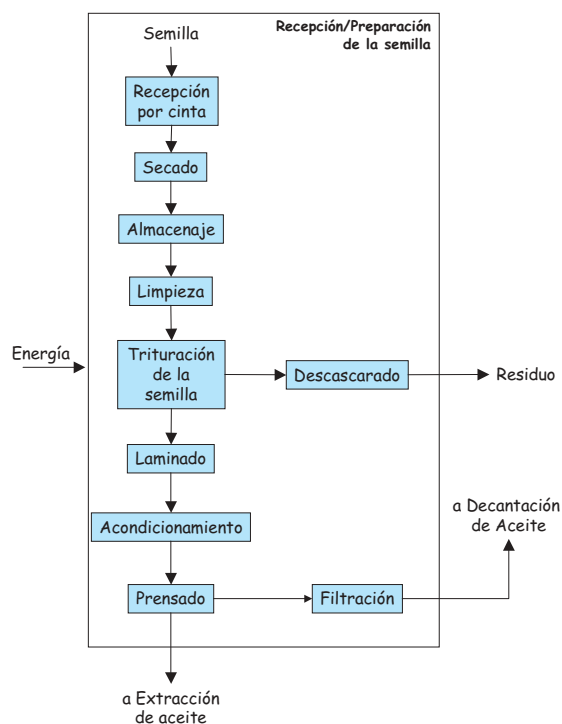 Recepción/Preparación
de la semilla
Semilla
Recepción
por cinta
Secado
Almacenaje
Limpieza
Energía
Trituración
de la
semilla
Descascarado
Residuo
Laminado
Acondicionamiento
a Decantación
de Aceite
Prensado
Filtración
a Extracción
de aceite